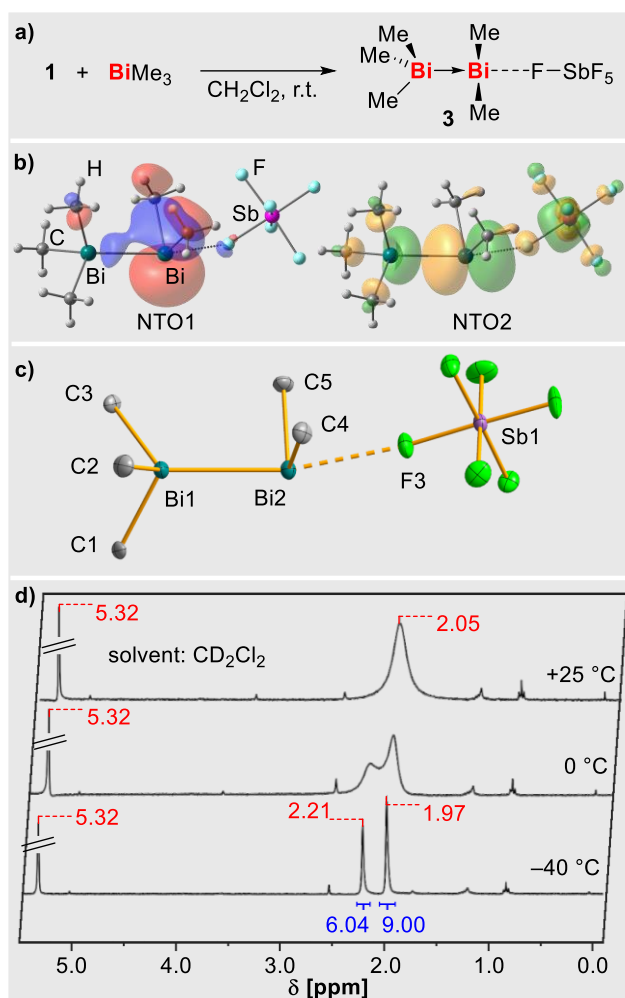 a)
1 + BiMe3
CH2Cl2, r.t.
Me
Me
Me
Bi
Me
Bi
Me
F
SbF5
3
b)
H
C
Bi
Bi
F
Sb
NTO1
NTO2
c)
C3
C2
C1
Bi1
Bi2
C5
C4
F3
Sb1
d)
5.32
2.05
solvent: CD2Cl2
+25 °C
5.32
0 °C
5.32
2.21
1.97
–40 °C
6.04
9.00
5.0 4.0 3.0 2.0 1.0 0.0
δ [ppm]